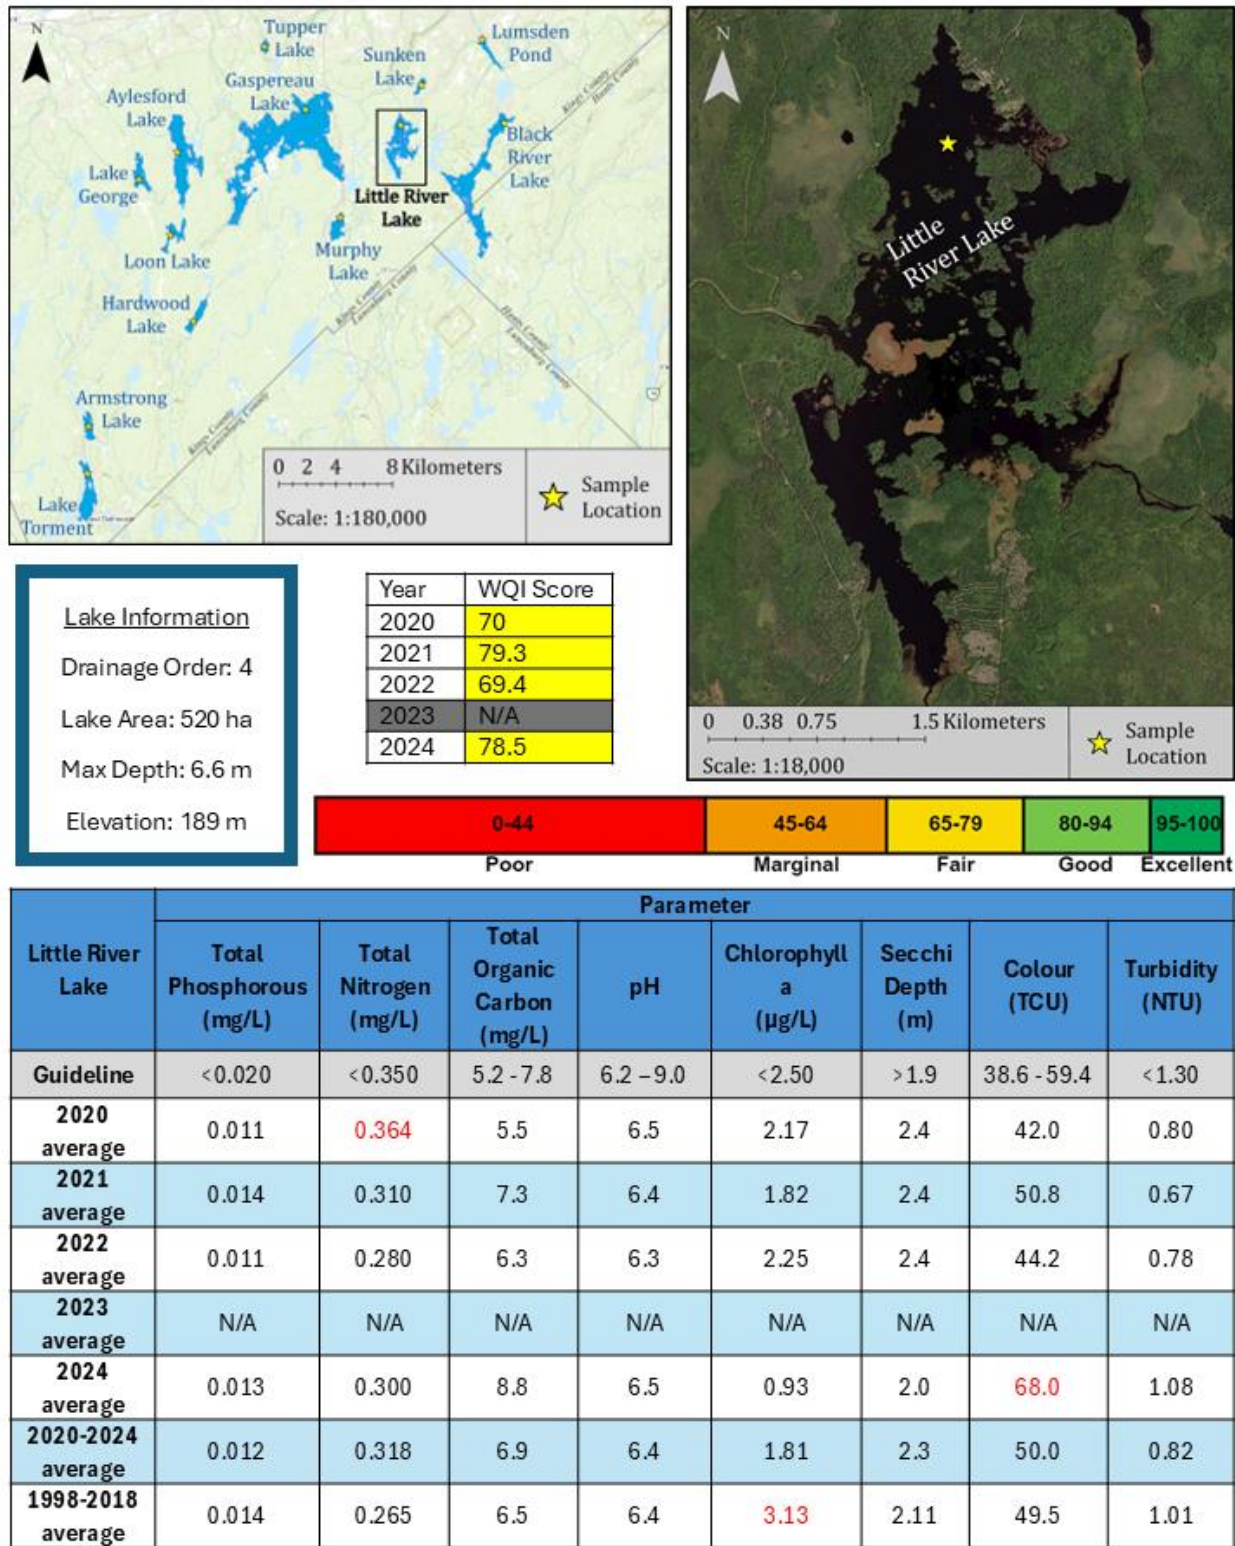 N
Tupper
Lake
Lumsden
Pond
Sunken
Lake
Gaspereau
Lake
Aylesford
Lake
Kings County
Hants County
Black
River
Lake
Lake
George
Little River
Lake
Loon Lake
Murphy
Lake
Hardwood
Lake
Kings County
Lunenburg County
Hants County
Lunenburg County
Armstrong
Lake
Kings County
Lunenburg County
Lake
Torment
0 2 4 8 Kilometers
Scale: 1:180,000
Sample
Location
N
Little
River Lake
0 0.38 0.75 1.5 Kilometers
Scale: 1:18,000
Sample
Location
Lake Information
Drainage Order: 4
Lake Area: 520 ha
Max Depth: 6.6 m
Elevation: 189 m
Year WQI Score
2020 70
2021 79.3
2022 69.4
2023 N/A
2024 78.5
0-44 45-64 65-79 80-94 95-100
Poor Marginal Fair Good Excellent
Parameter
Little River
Lake
Total
Phosphorous
(mg/L)
Total
Nitrogen
(mg/L)
Total
Organic
Carbon
(mg/L)
pH
Chlorophyll
a
(µg/L)
Secchi
Depth
(m)
Colour
(TCU)
Turbidity
(NTU)
Guideline <0.020 <0.350 5.2 - 7.8 6.2 – 9.0 <2.50 >1.9 38.6 - 59.4 <1.30
2020
average 0.011 0.364 5.5 6.5 2.17 2.4 42.0 0.80
2021
average 0.014 0.310 7.3 6.4 1.82 2.4 50.8 0.67
2022
average 0.011 0.280 6.3 6.3 2.25 2.4 44.2 0.78
2023
average N/A N/A N/A N/A N/A N/A N/A N/A
2024
average 0.013 0.300 8.8 6.5 0.93 2.0 68.0 1.08
2020-2024
average 0.012 0.318 6.9 6.4 1.81 2.3 50.0 0.82
1998-2018
average 0.014 0.265 6.5 6.4 3.13 2.11 49.5 1.01